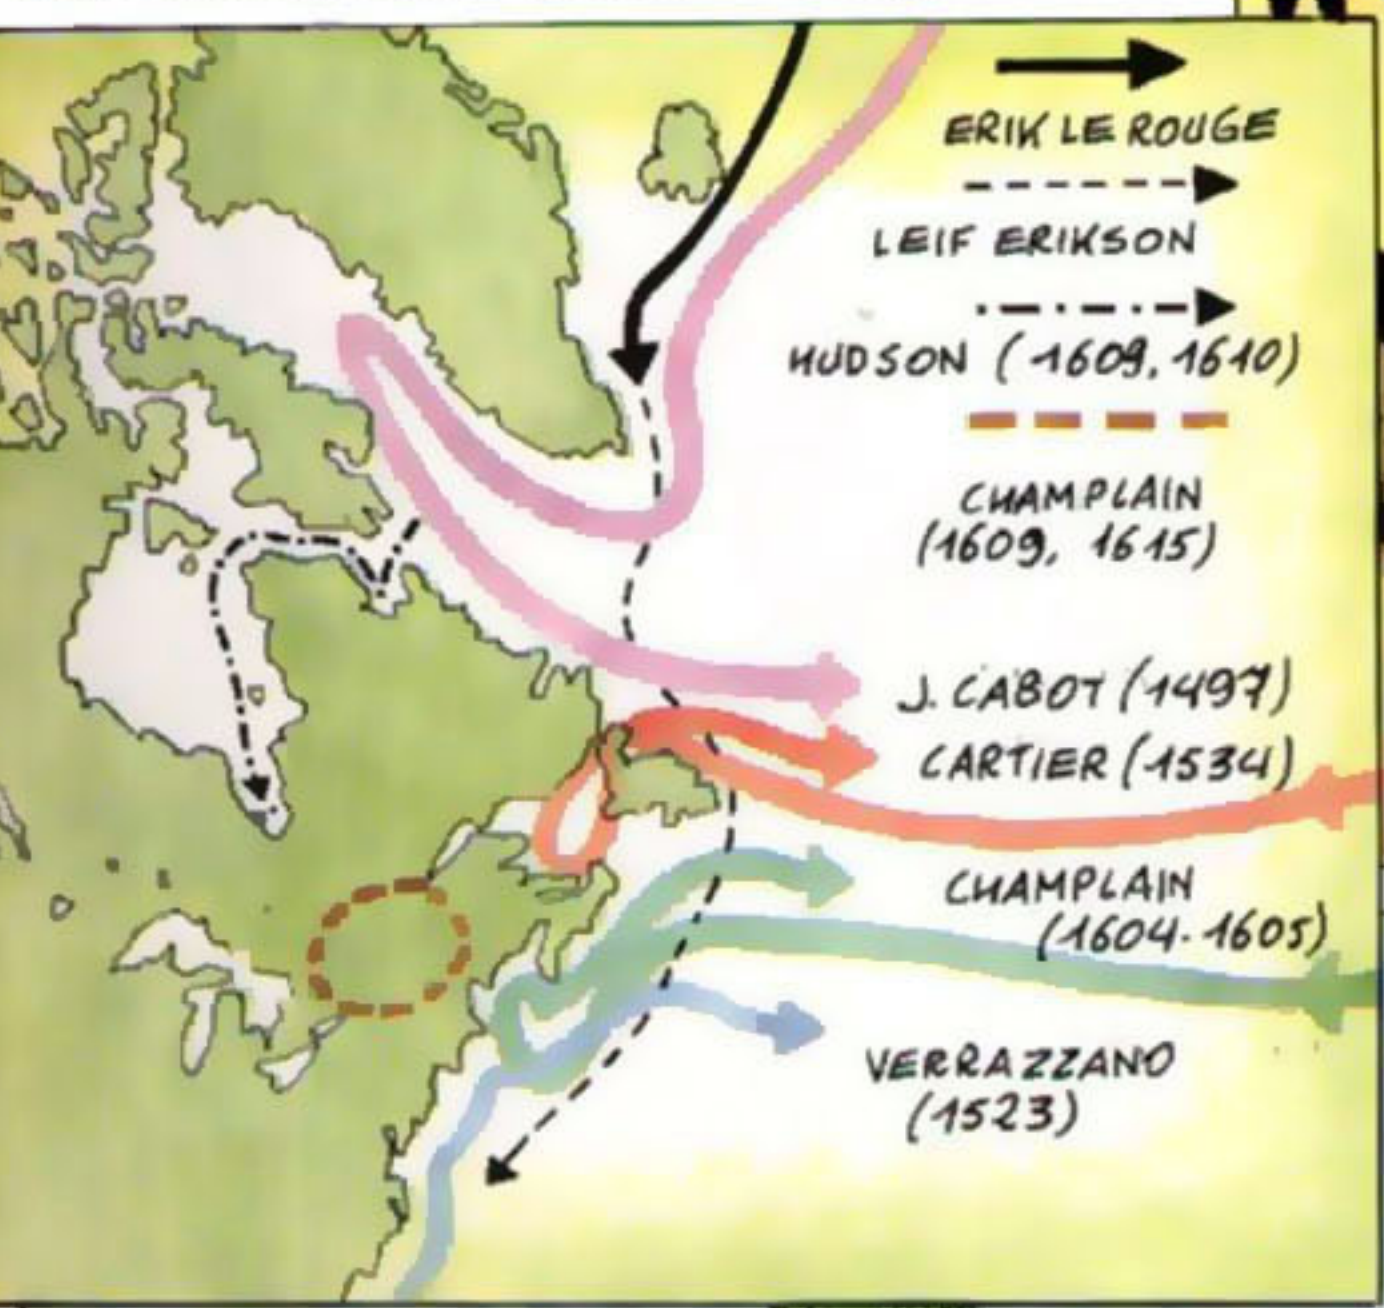 ERIK LE ROUGE
LEIF ERIKSON
HUDSON (1609, 1610)
CHAMPLAIN
(1609, 1615)
J. CABOT (1497)
CARTIER (1534)
CHAMPLAIN
(1604-1605)
VERRAZZANO
(1523)